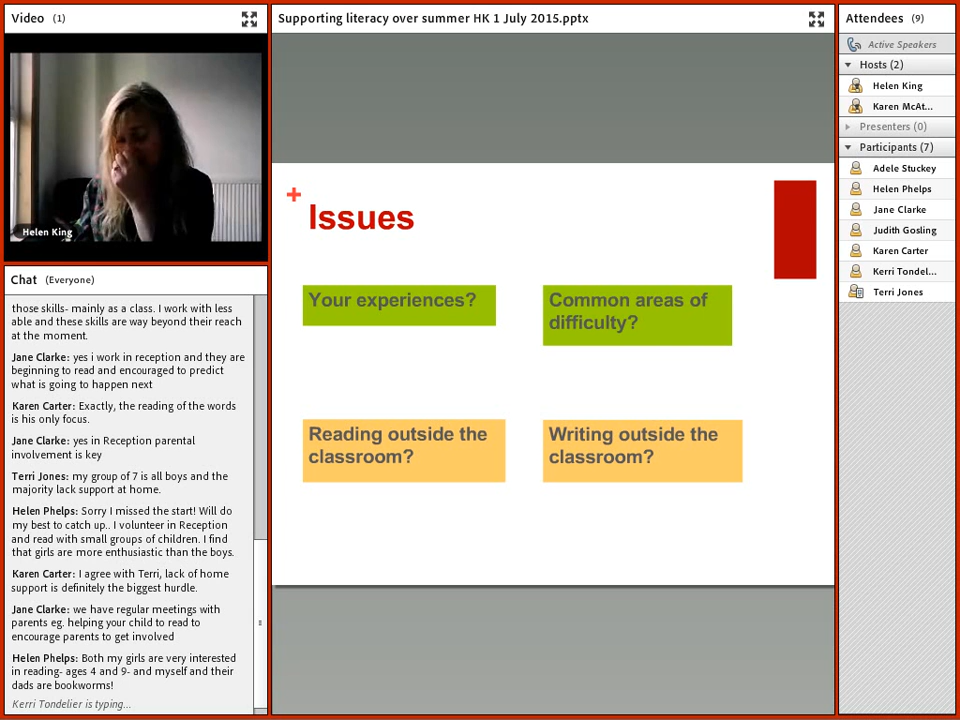 Video (1)
Helen King
Chat (Everyone)
those skills- mainly as a class. I work with less
able and these skills are way beyond their reach
at the moment.
Jane Clarke: yes i work in reception and they are
beginning to read and encouraged to predict
what is going to happen next
Karen Carter: Exactly, the reading of the words
is his only focus.
Jane Clarke: yes in Reception parental
involvement is key
Terri Jones: my group of 7 is all boys and the
majority lack support at home.
Helen Phelps: Sorry I missed the start! Will do
my best to catch up.. I volunteer in Reception
and read with small groups of children. I find
that girls are more enthusiastic than the boys.
Karen Carter: I agree with Terri, lack of home
support is definitely the biggest hurdle.
Jane Clarke: we have regular meetings with
parents eg. helping your child to read to
encourage parents to get involved
Helen Phelps: Both my girls are very interested
in reading- ages 4 and 9- and myself and their
dads are bookworms!
Kerri Tondelier is typing...
Supporting literacy over summer HK 1 July 2015.pptx
+
Issues
Your experiences?
Common areas of
difficulty?
Reading outside the
classroom?
Writing outside the
classroom?
Attendees (9)
Active Speakers
Hosts (2)
Helen King
Karen McAt...
Presenters (0)
Participants (7)
Adele Stuckey
Helen Phelps
Jane Clarke
Judith Gosling
Karen Carter
Kerri Tondel...
Terri Jones